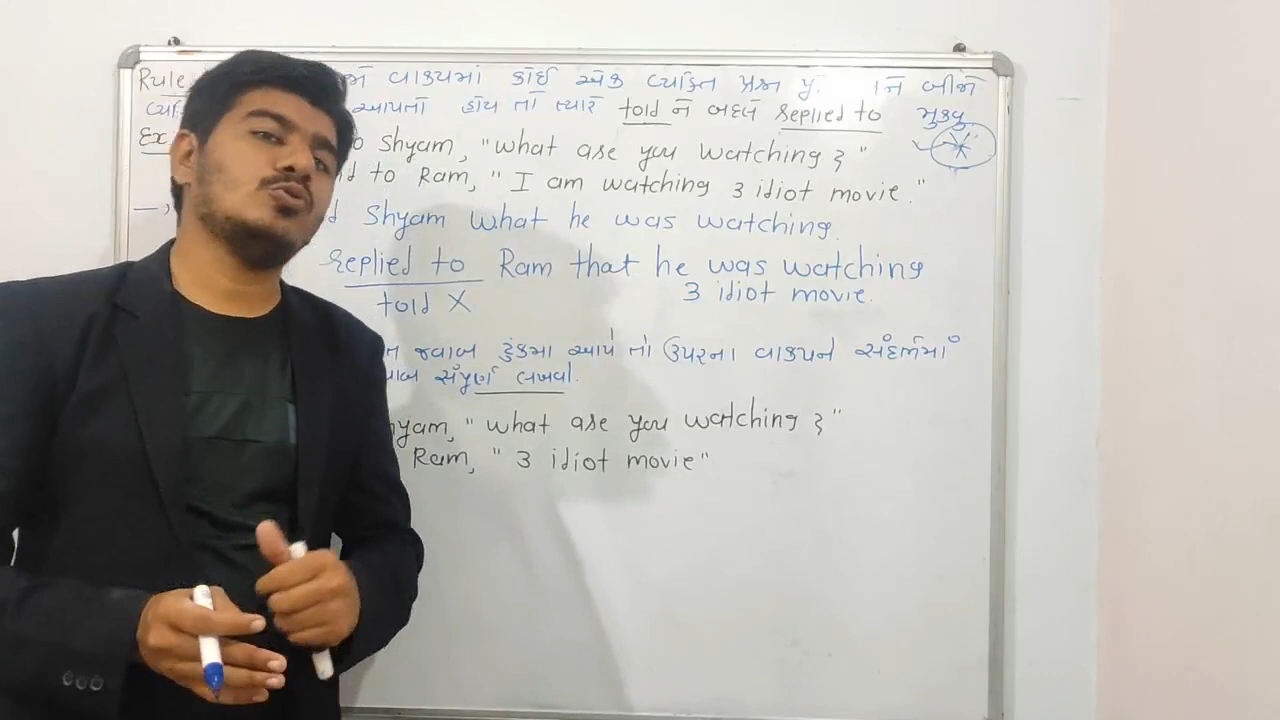 Rule વાક્યમાં કોઈ એક વ્યક્તિ પ્રશ્ન પુ. ને બીજી
આપતો હોય તો ત્યારે told ને બદલે replied to મુકવુ
Ex Shyam, "what are you watching ?"
to Ram, "I am watching 3 idiot movie."
Shyam what he was watching.
replied to Ram that he was watching
told X 3 idiot movie.
જવાબ ટુંકમા આપે તો ઉપરના વાક્યને સંદર્ભમાં
સંપુર્ણ લખવો.
hyam, "what are you watching ?"
Ram, "3 idiot movie"